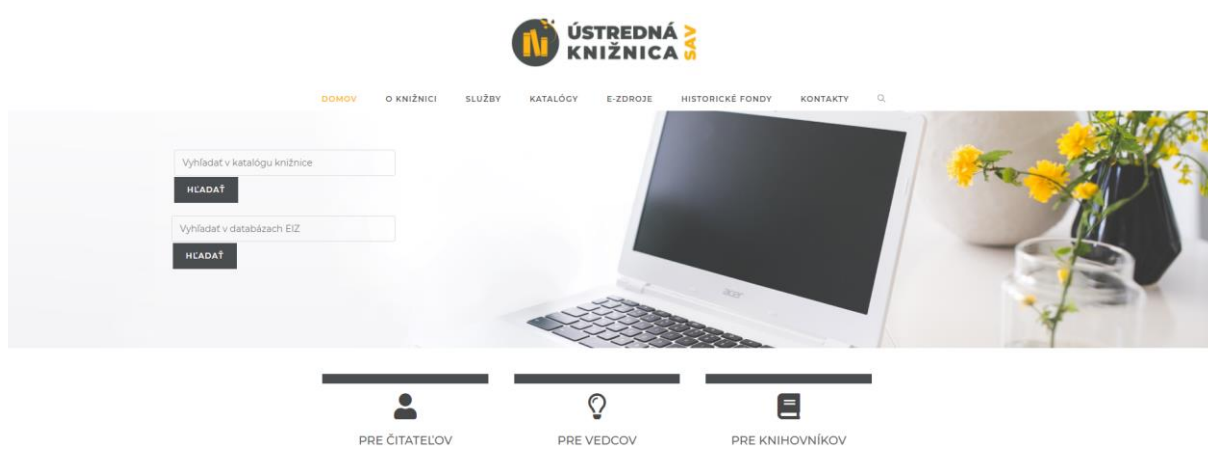 ÚSTREDNÁ
KNIŽNICA
SAV
DOMOV O KNIŽNICI SLUŽBY KATALÓGY E-ZDROJE HISTORICKÉ FONDY KONTAKTY
Vyhľadať v katalógu knižnice
HĽADAŤ
Vyhľadať v databázach EIZ
HĽADAŤ
acer
PRE ČITATEĽOV PRE VEDCOV PRE KNIHOVNÍKOV